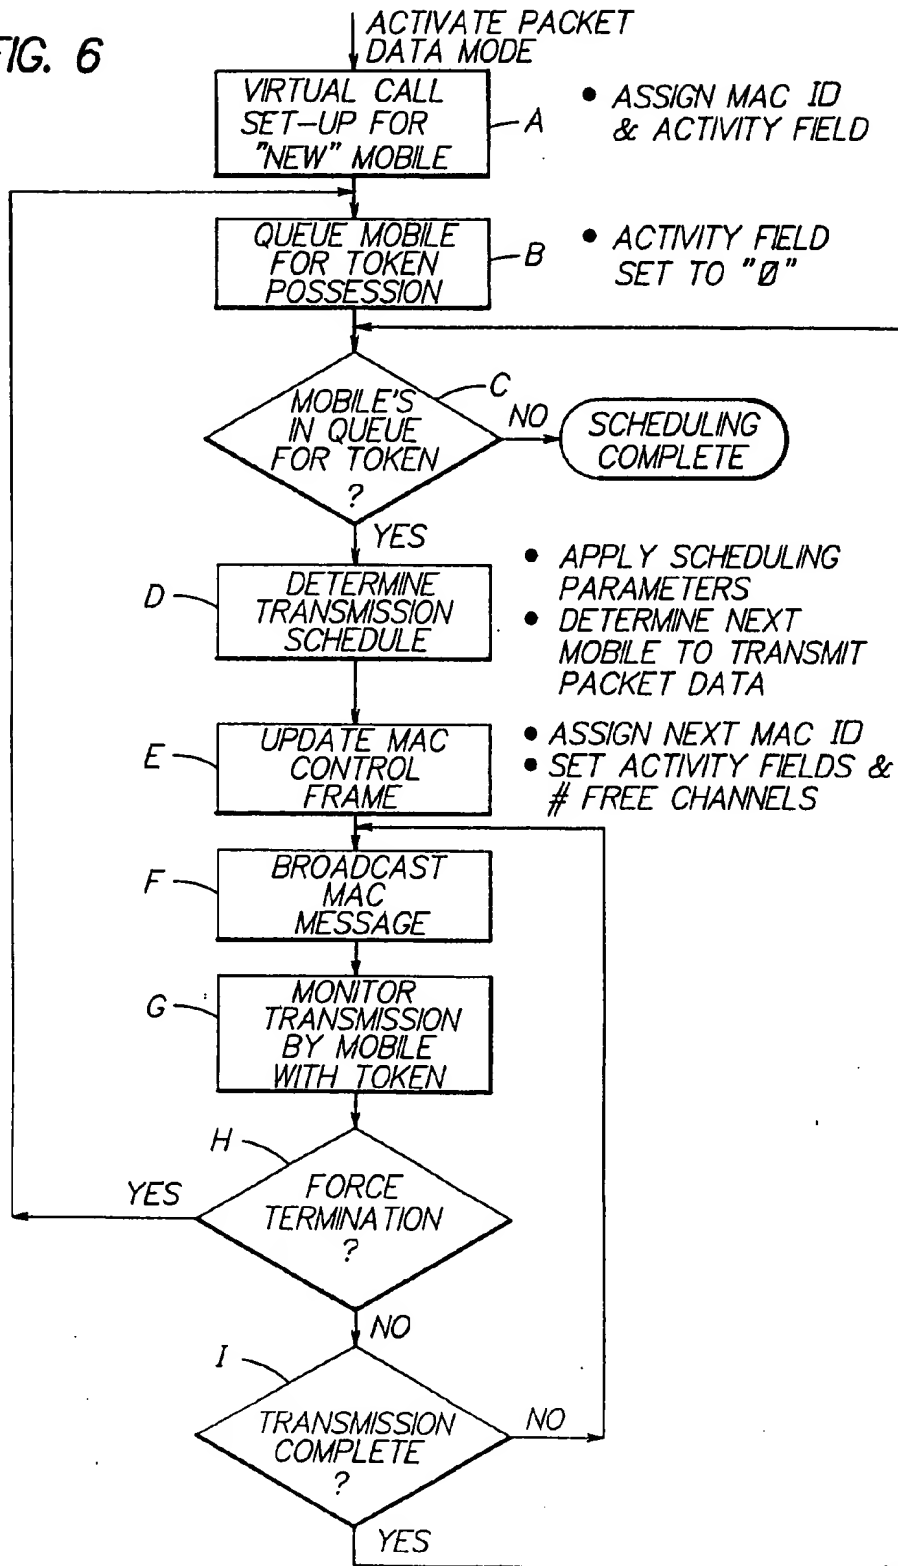 FIG. 6
ACTIVATE PACKET
DATA MODE
VIRTUAL CALL
SET-UP FOR
"NEW" MOBILE
A
• ASSIGN MAC ID
& ACTIVITY FIELD
QUEUE MOBILE
FOR TOKEN
POSSESSION
B
• ACTIVITY FIELD
SET TO "Ø"
C
MOBILE'S
IN QUEUE
FOR TOKEN
?
NO
SCHEDULING
COMPLETE
YES
D
DETERMINE
TRANSMISSION
SCHEDULE
• APPLY SCHEDULING
PARAMETERS
• DETERMINE NEXT
MOBILE TO TRANSMIT
PACKET DATA
E
UPDATE MAC
CONTROL
FRAME
• ASSIGN NEXT MAC ID
• SET ACTIVITY FIELDS &
# FREE CHANNELS
F
BROADCAST
MAC
MESSAGE
G
MONITOR
TRANSMISSION
BY MOBILE
WITH TOKEN
H
YES
FORCE
TERMINATION
?
NO
I
TRANSMISSION
COMPLETE
?
NO
YES